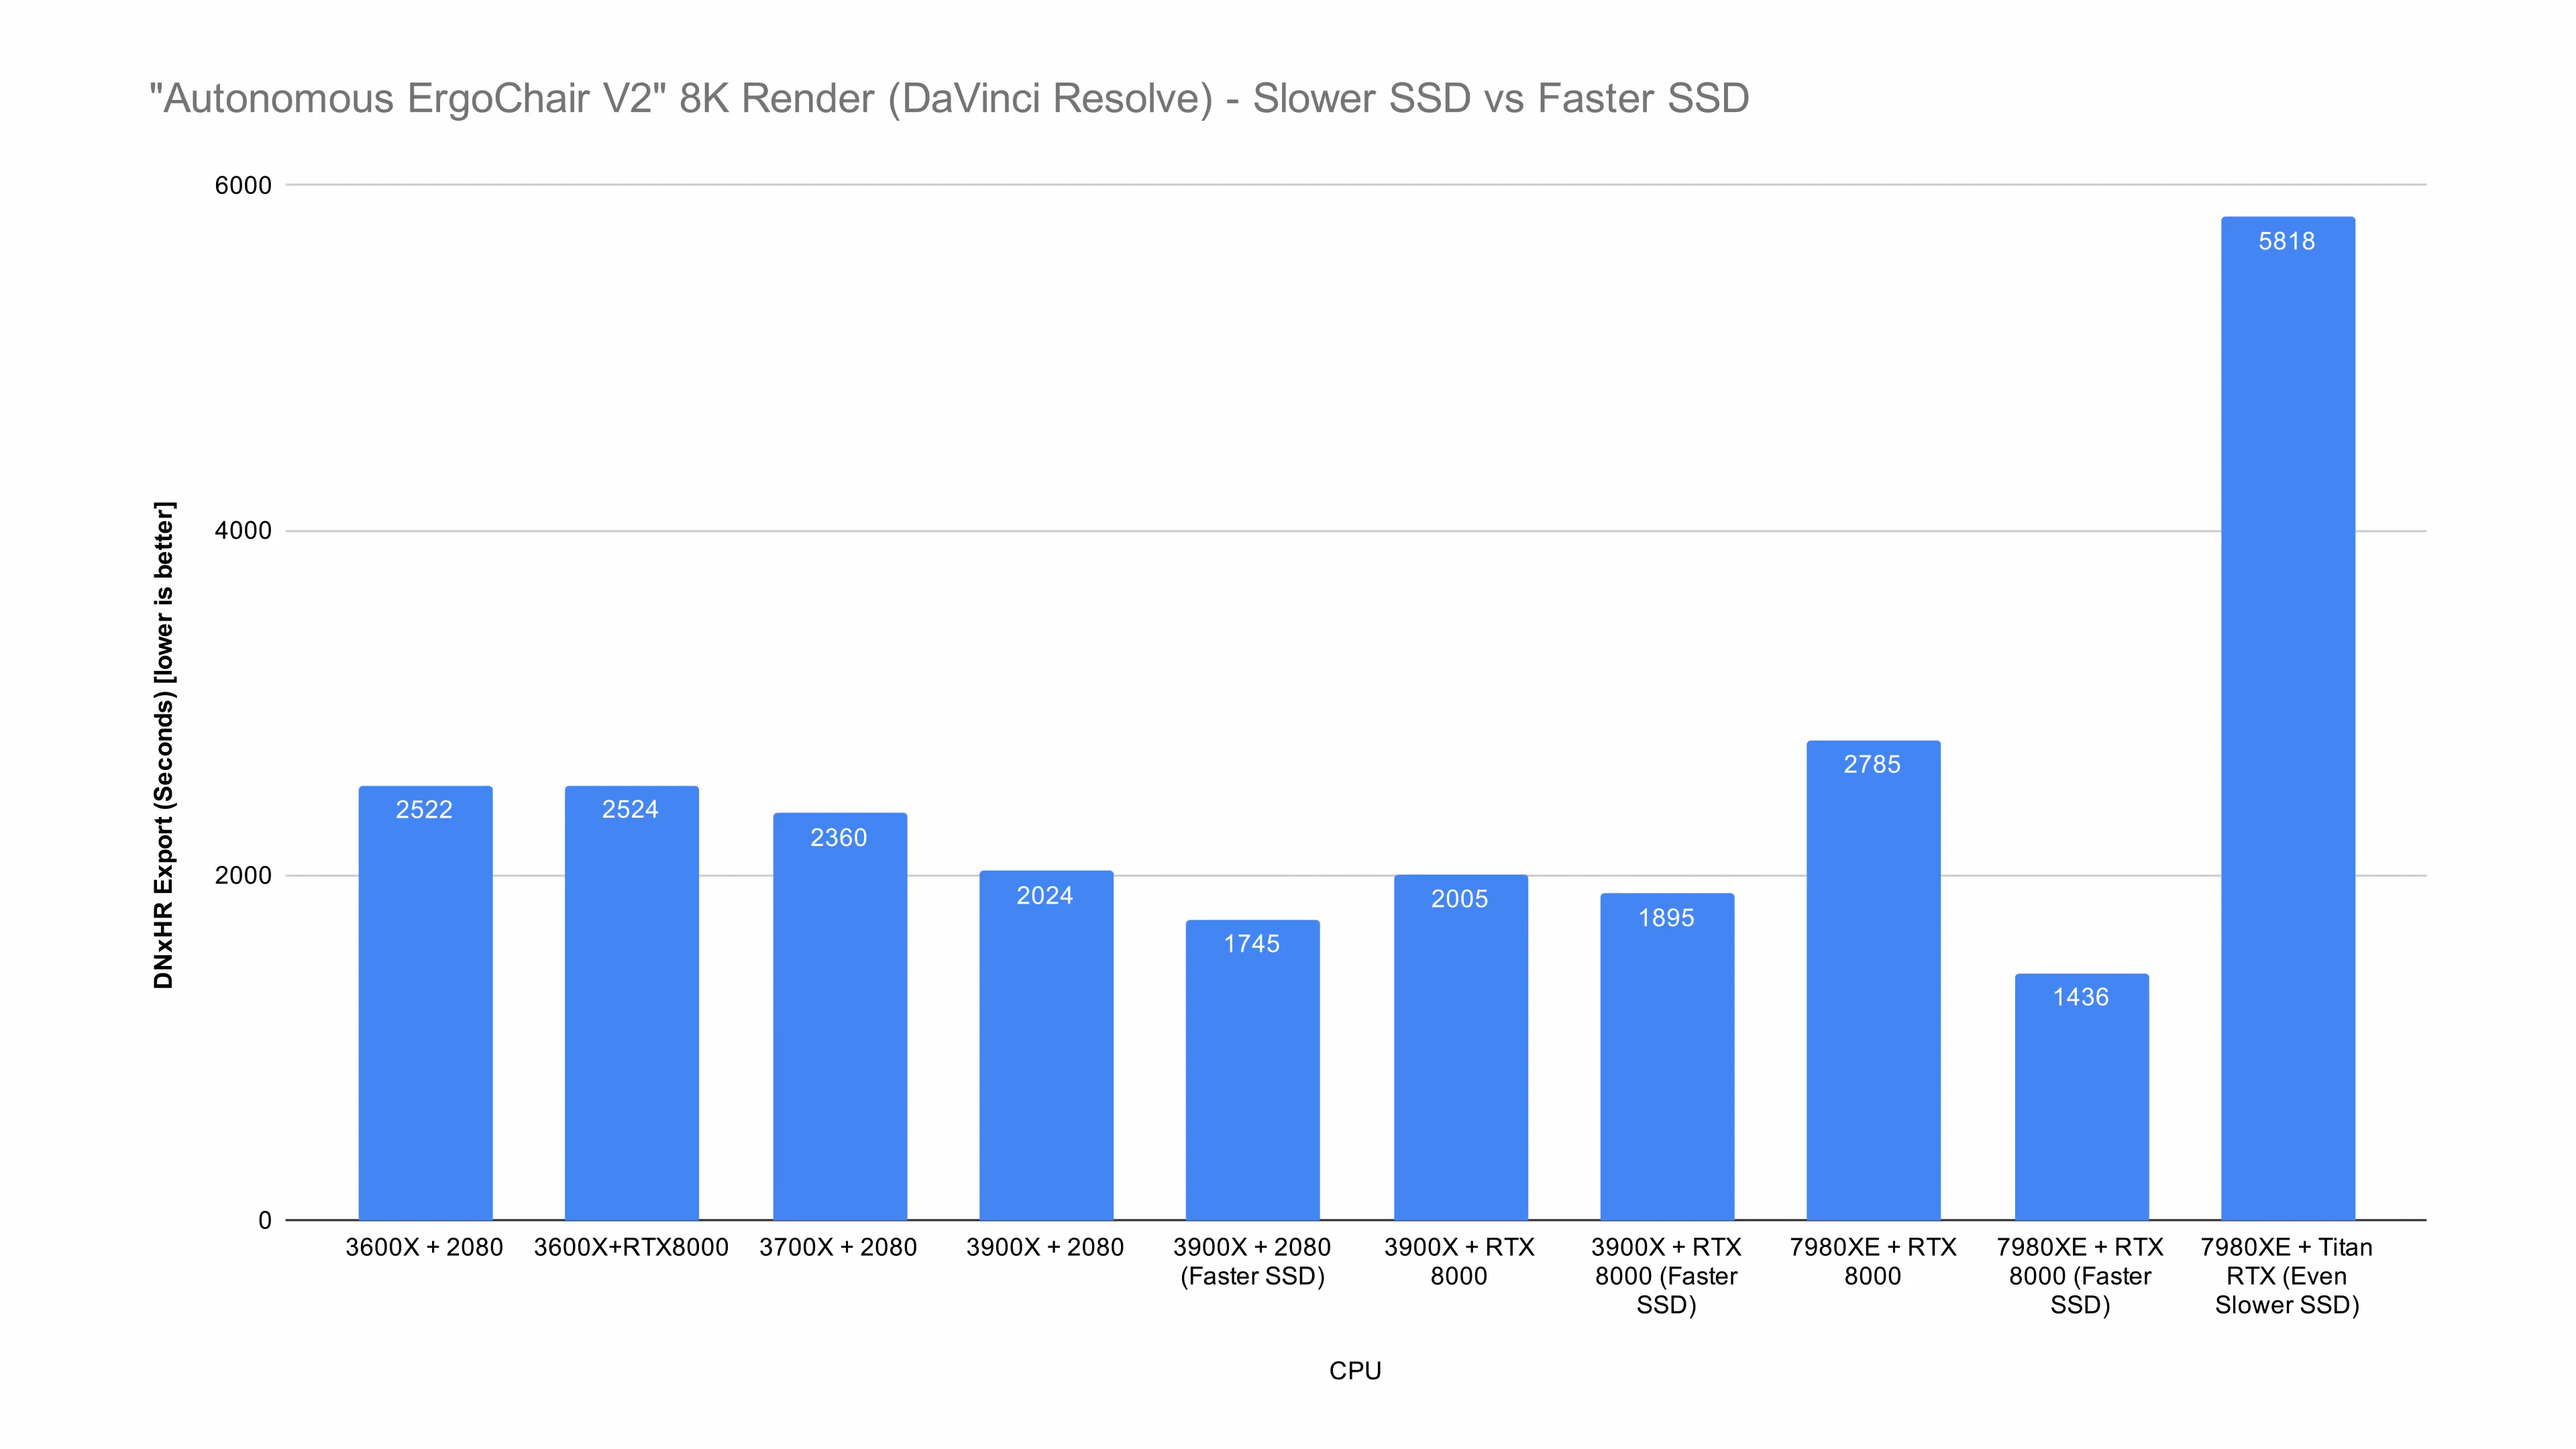 "Autonomous ErgoChair V2" 8K Render (DaVinci Resolve) - Slower SSD vs Faster SSD
DNxHR Export (Seconds) [lower is better]
6000
4000
2000
0
2522
2524
2360
2024
1745
2005
1895
2785
1436
5818
3600X + 2080
3600X+RTX8000
3700X + 2080
3900X + 2080
3900X + 2080
(Faster SSD)
3900X + RTX
8000
3900X + RTX
8000 (Faster
SSD)
7980XE + RTX
8000
7980XE + RTX
8000 (Faster
SSD)
7980XE + Titan
RTX (Even
Slower SSD)
CPU